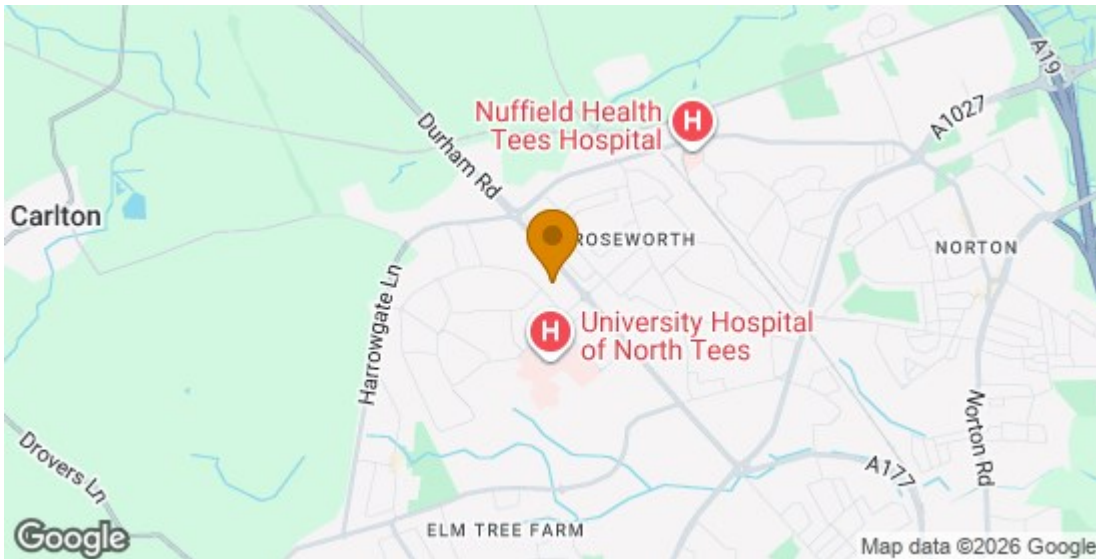 A19
Nuffield Health
Tees Hospital
H
A1027
Durham Rd
Carlton
ROSEWORTH
NORTON
Harrowgate Ln
H
University Hospital
of North Tees
Norton Rd
Drovers Ln
A177
ELM TREE FARM
Google
Map data ©2026 Google